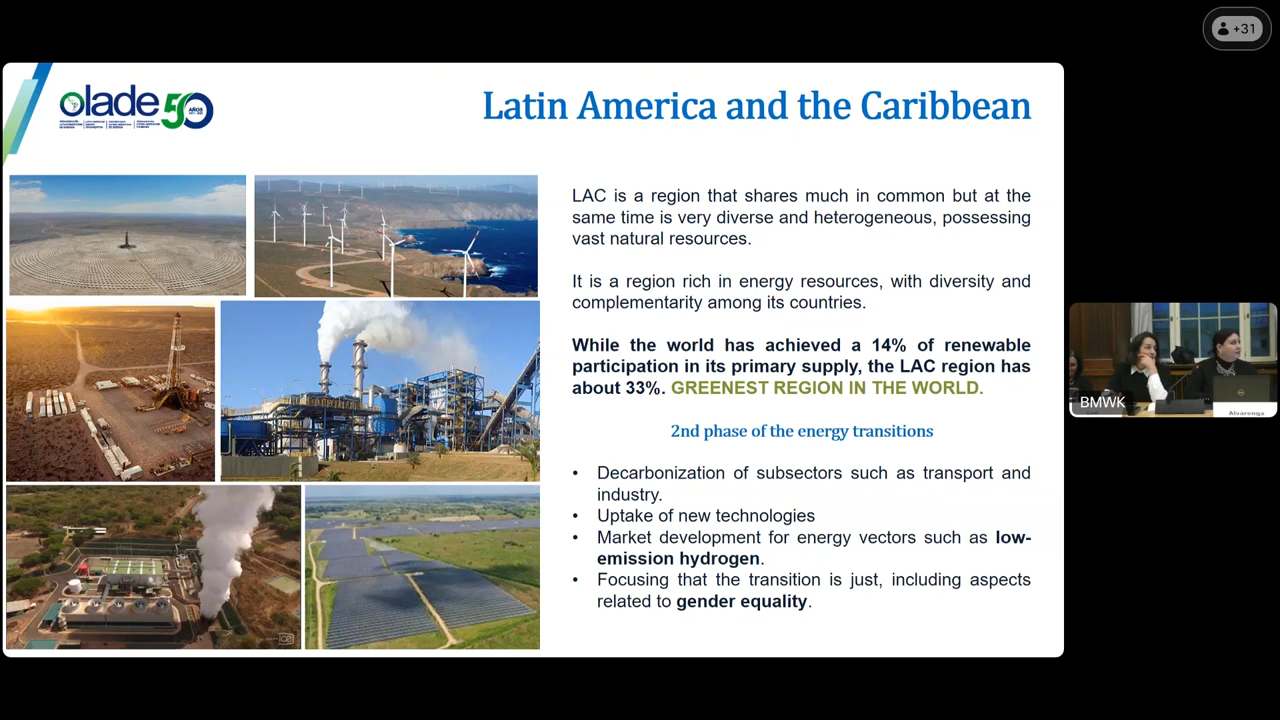 +31
olade 50
AÑOS
Latin America and the Caribbean
LAC is a region that shares much in common but at the
same time is very diverse and heterogeneous, possessing
vast natural resources.
It is a region rich in energy resources, with diversity and
complementarity among its countries.
While the world has achieved a 14% of renewable
participation in its primary supply, the LAC region has
about 33%. GREENEST REGION IN THE WORLD.
2nd phase of the energy transitions
• Decarbonization of subsectors such as transport and
industry.
• Uptake of new technologies
• Market development for energy vectors such as low-
emission hydrogen.
• Focusing that the transition is just, including aspects
related to gender equality.
BMWK
Alvarenga